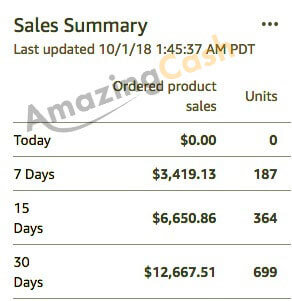 Sales Summary •••
Last updated 10/1/18 1:45:37 AM PDT
AmazingCash
Ordered product
sales Units
Today $0.00 0
7 Days $3,419.13 187
15
Days $6,650.86 364
30
Days $12,667.51 699